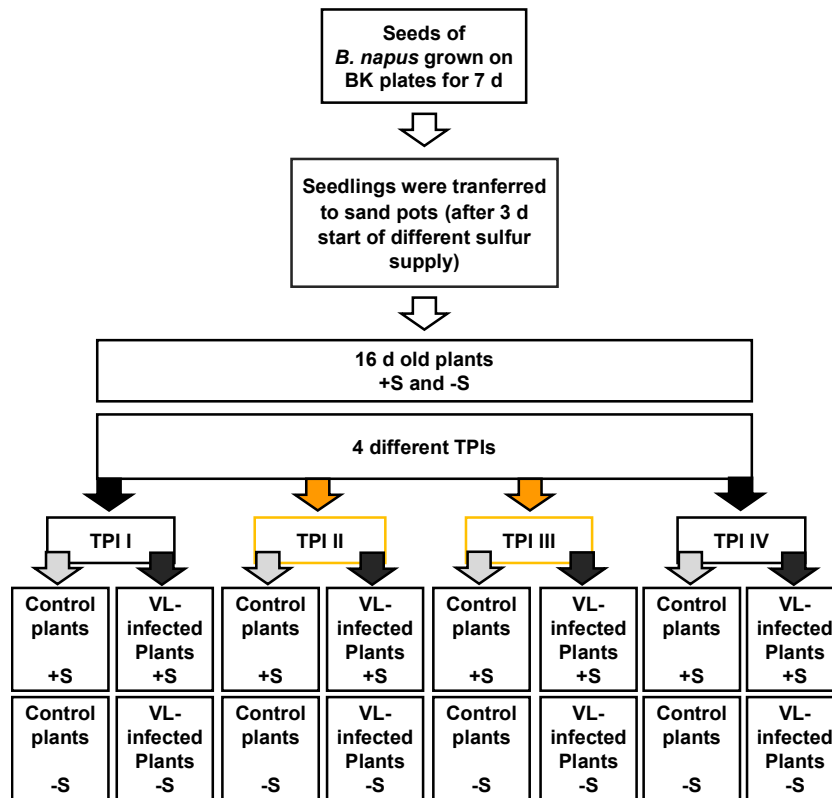 Seeds of
B. napus grown on
BK plates for 7 d
Seedlings were tranferred
to sand pots (after 3 d
start of different sulfur
supply)
16 d old plants
+S and -S
4 different TPIs
TPI I
TPI II
TPI III
TPI IV
Control
plants
+S
VL-
infected
Plants
+S
Control
plants
+S
VL-
infected
Plants
+S
Control
plants
+S
VL-
infected
Plants
+S
Control
plants
+S
VL-
infected
Plants
+S
Control
plants
-S
VL-
infected
Plants
-S
Control
plants
-S
VL-
infected
Plants
-S
Control
plants
-S
VL-
infected
Plants
-S
Control
plants
-S
VL-
infected
Plants
-S